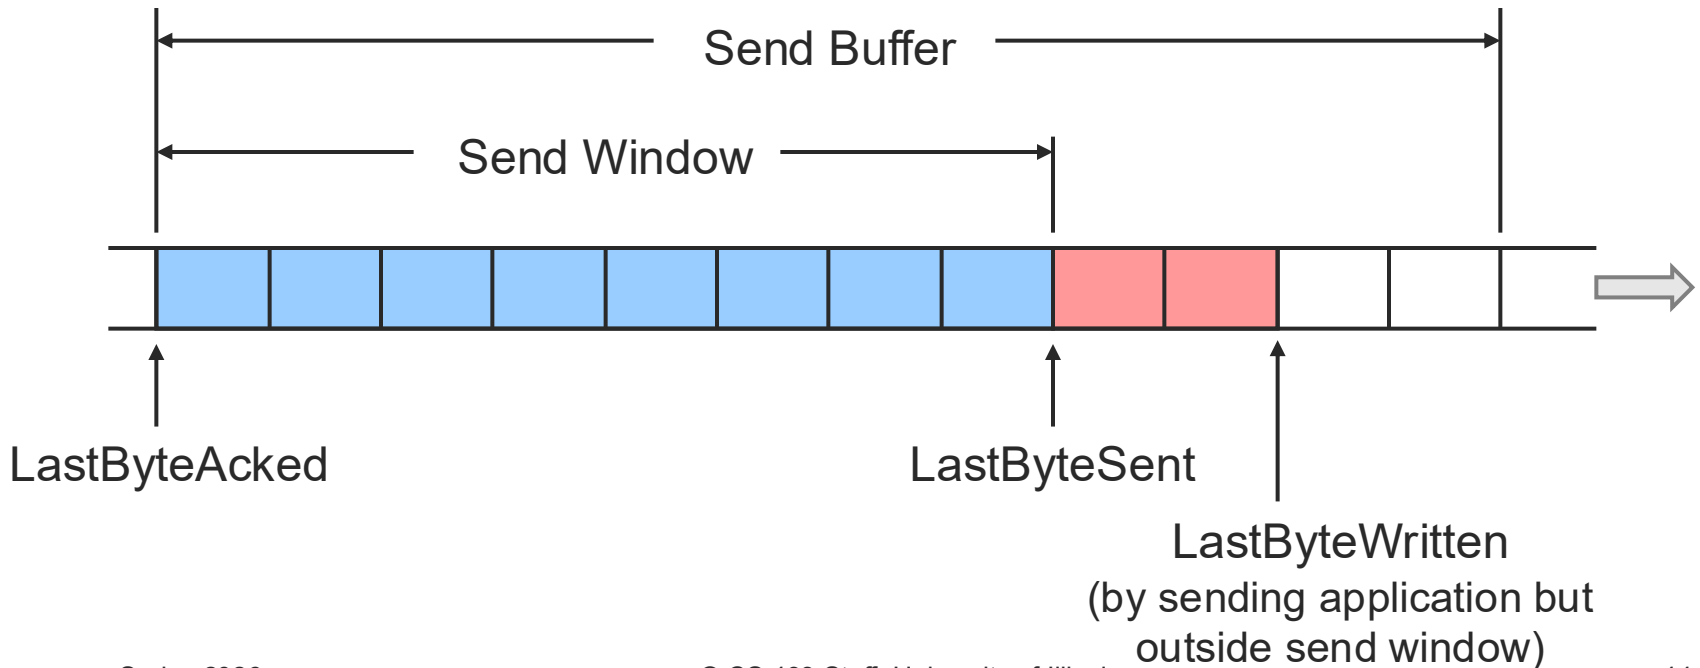 Send Buffer
Send Window
LastByteAcked
LastByteSent
LastByteWritten
(by sending application but
outside send window)